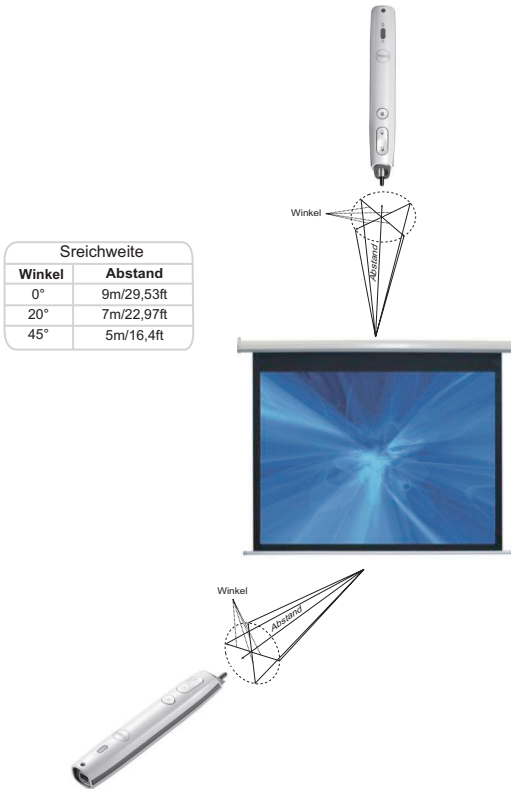 Winkel
Abstand
Sreichweite
Winkel Abstand
0° 9m/29,53ft
20° 7m/22,97ft
45° 5m/16,4ft
Winkel
Abstand